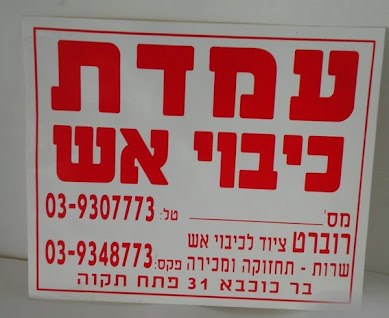 עמדת
כיבוי אש
מס'__________ טל: 03-9307773
רוברט ציוד לכיבוי אש
שרות - תחזוקה ומכירה פקס: 03-9348773
בר כוכבא 31 פתח תקוה